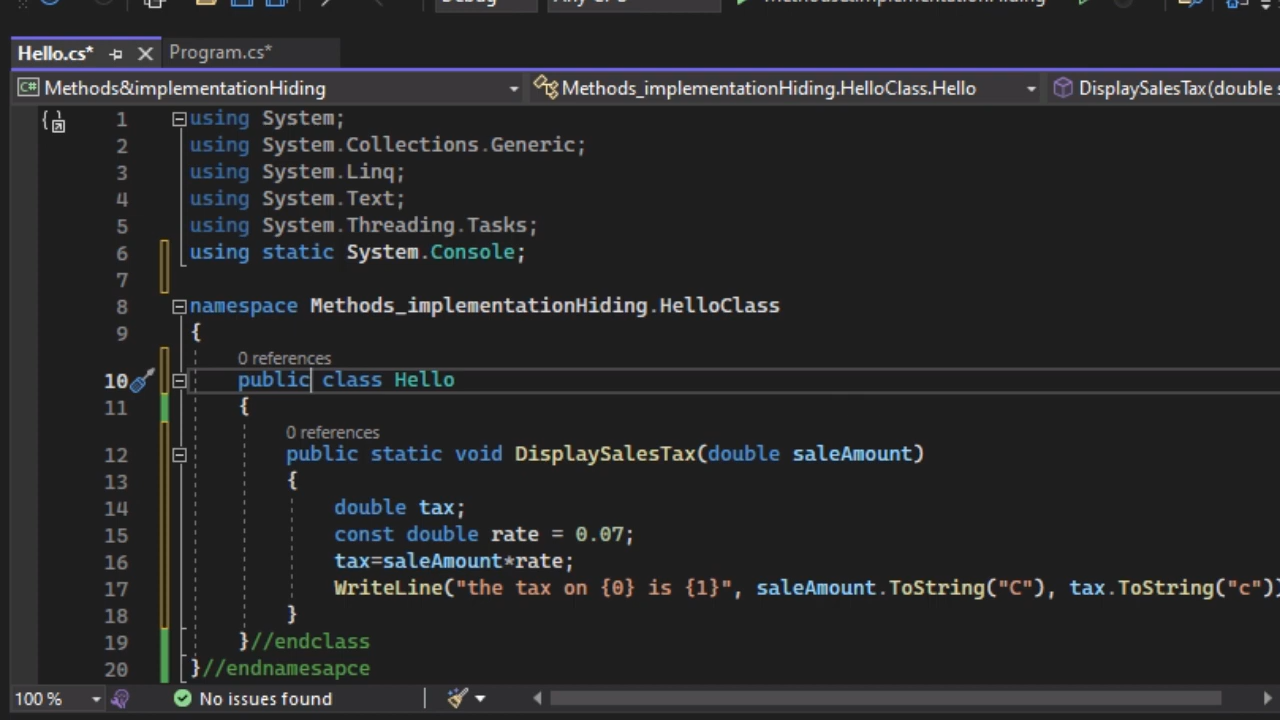 Hello.cs* Program.cs*
Methods&implementationHiding Methods_implementationHiding.HelloClass.Hello DisplaySalesTax(double
1 using System;
2 using System.Collections.Generic;
3 using System.Linq;
4 using System.Text;
5 using System.Threading.Tasks;
6 using static System.Console;
7
8 namespace Methods_implementationHiding.HelloClass
9 {
0 references
10 public class Hello
11 {
0 references
12 public static void DisplaySalesTax(double saleAmount)
13 {
14 double tax;
15 const double rate = 0.07;
16 tax=saleAmount*rate;
17 WriteLine("the tax on {0} is {1}", saleAmount.ToString("C"), tax.ToString("c"))
18 }
19 }//endclass
20 }//endnamesapce
100 % No issues found